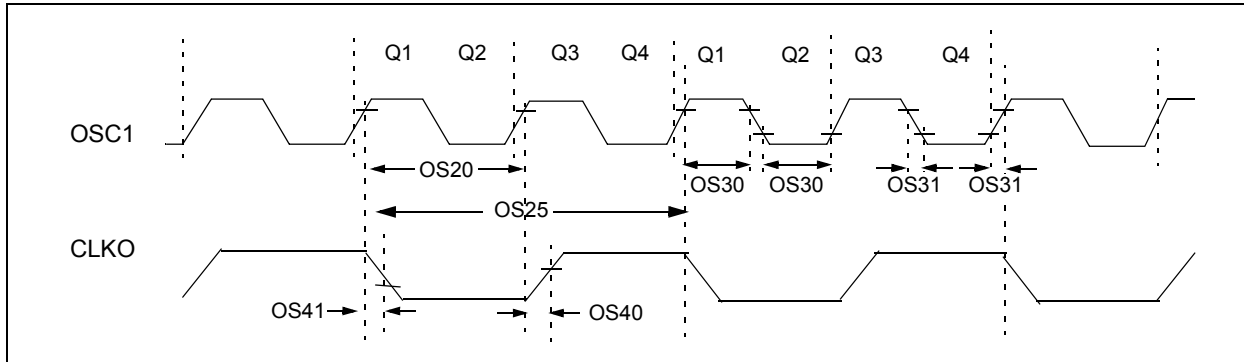 Q1 Q2 Q3 Q4 Q1 Q2 Q3 Q4
OSC1
OS20 OS30 OS30 OS31 OS31
OS25
CLKO
OS41 OS40